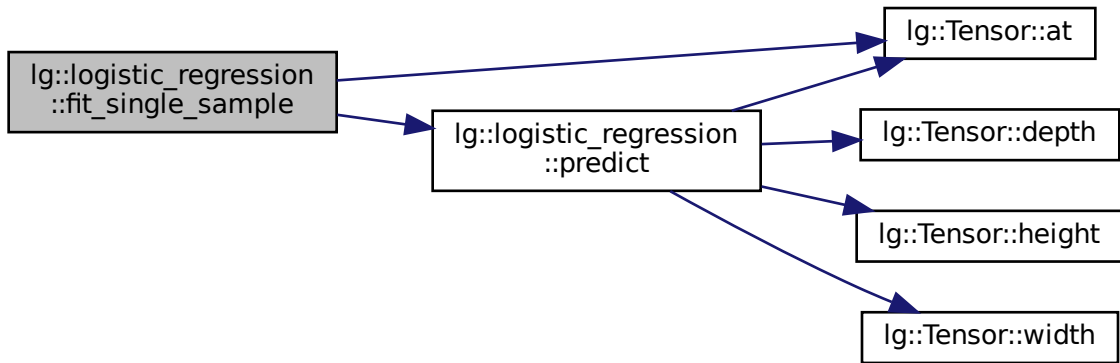 lg::logistic_regression
::fit_single_sample
lg::Tensor::at
lg::logistic_regression
::predict
lg::Tensor::depth
lg::Tensor::height
lg::Tensor::width